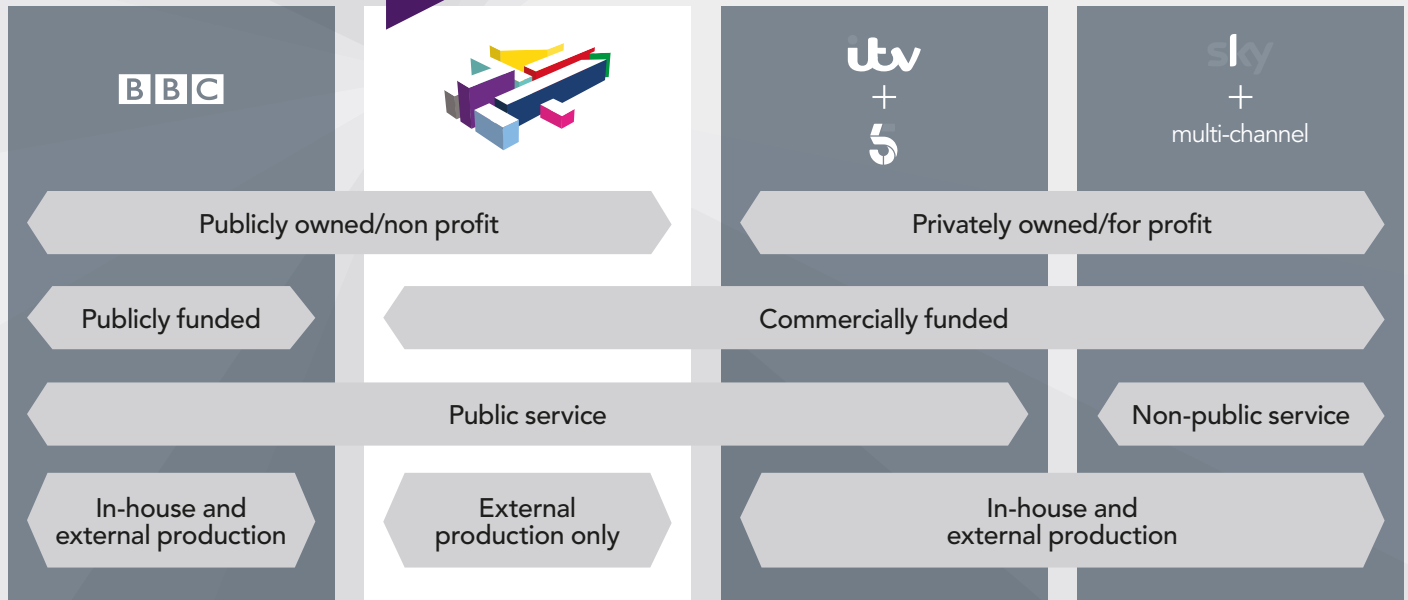 BBC
4
itv
+
5
sky
+
multi-channel
Publicly owned/non profit
Privately owned/for profit
Publicly funded
Commercially funded
Public service
Non-public service
In-house and
external production
External
production only
In-house and
external production